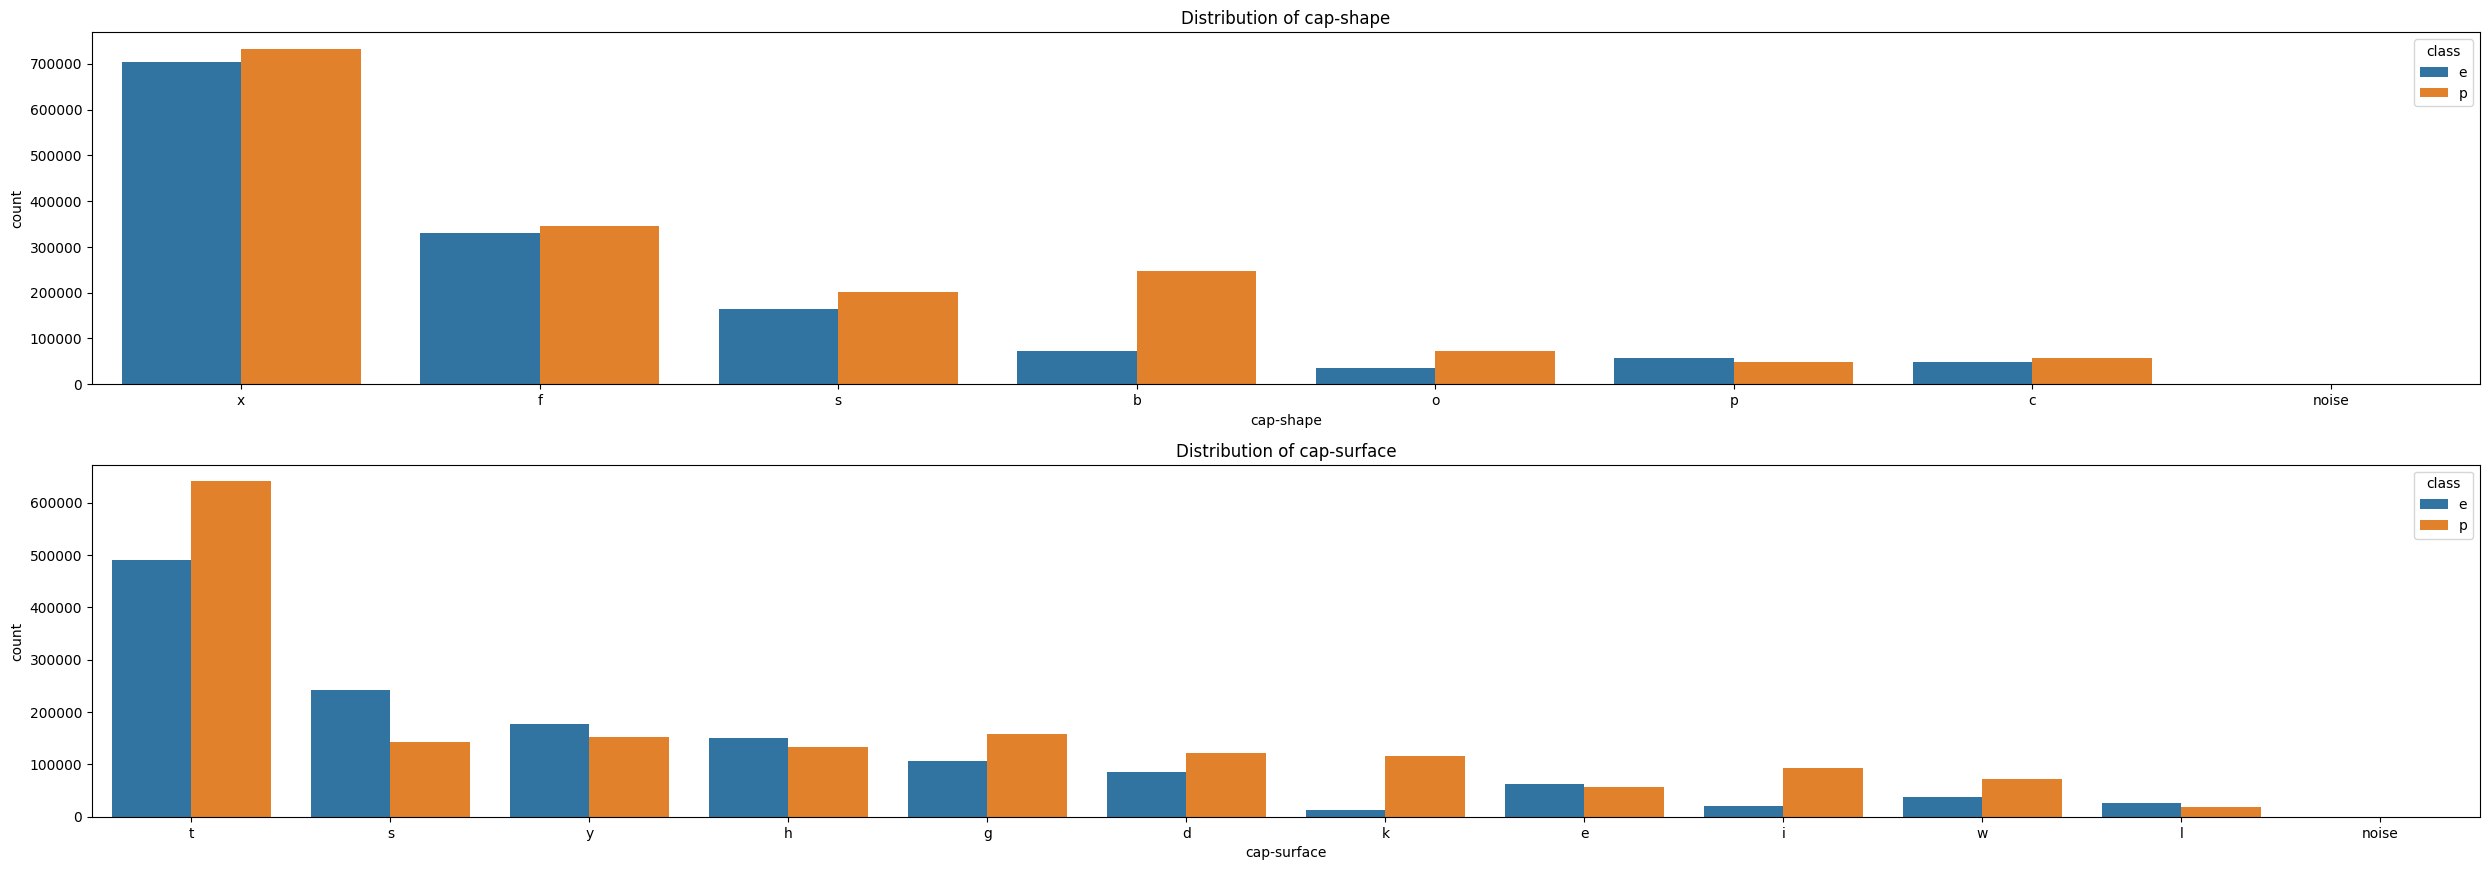 Distribution of cap-shape
700000
600000
500000
400000
300000
200000
100000
0
count
class
e
p
x f s b o p c noise
cap-shape
Distribution of cap-surface
600000
500000
400000
300000
200000
100000
0
count
class
e
p
t s y h g d k e i w l noise
cap-surface